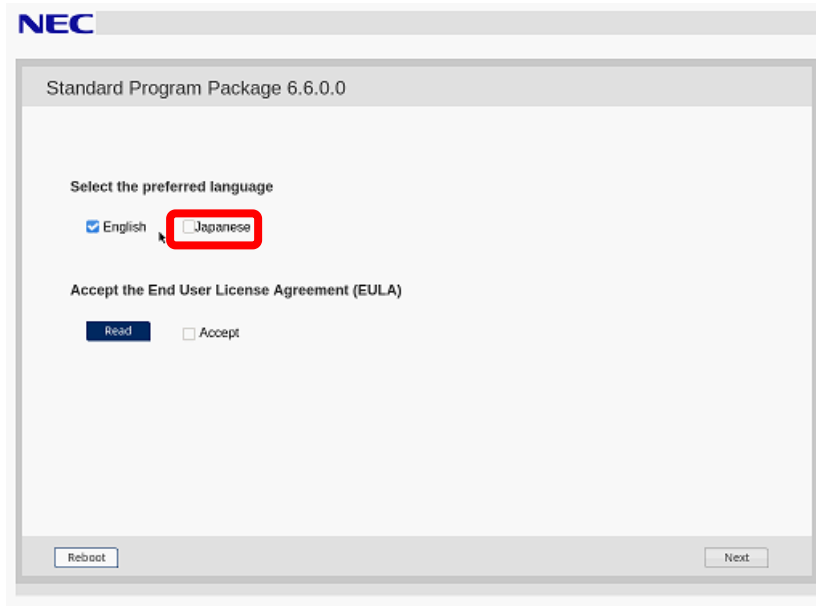 NEC
Standard Program Package 6.6.0.0
Select the preferred language
English Japanese
Accept the End User License Agreement (EULA)
Read Accept
Reboot Next